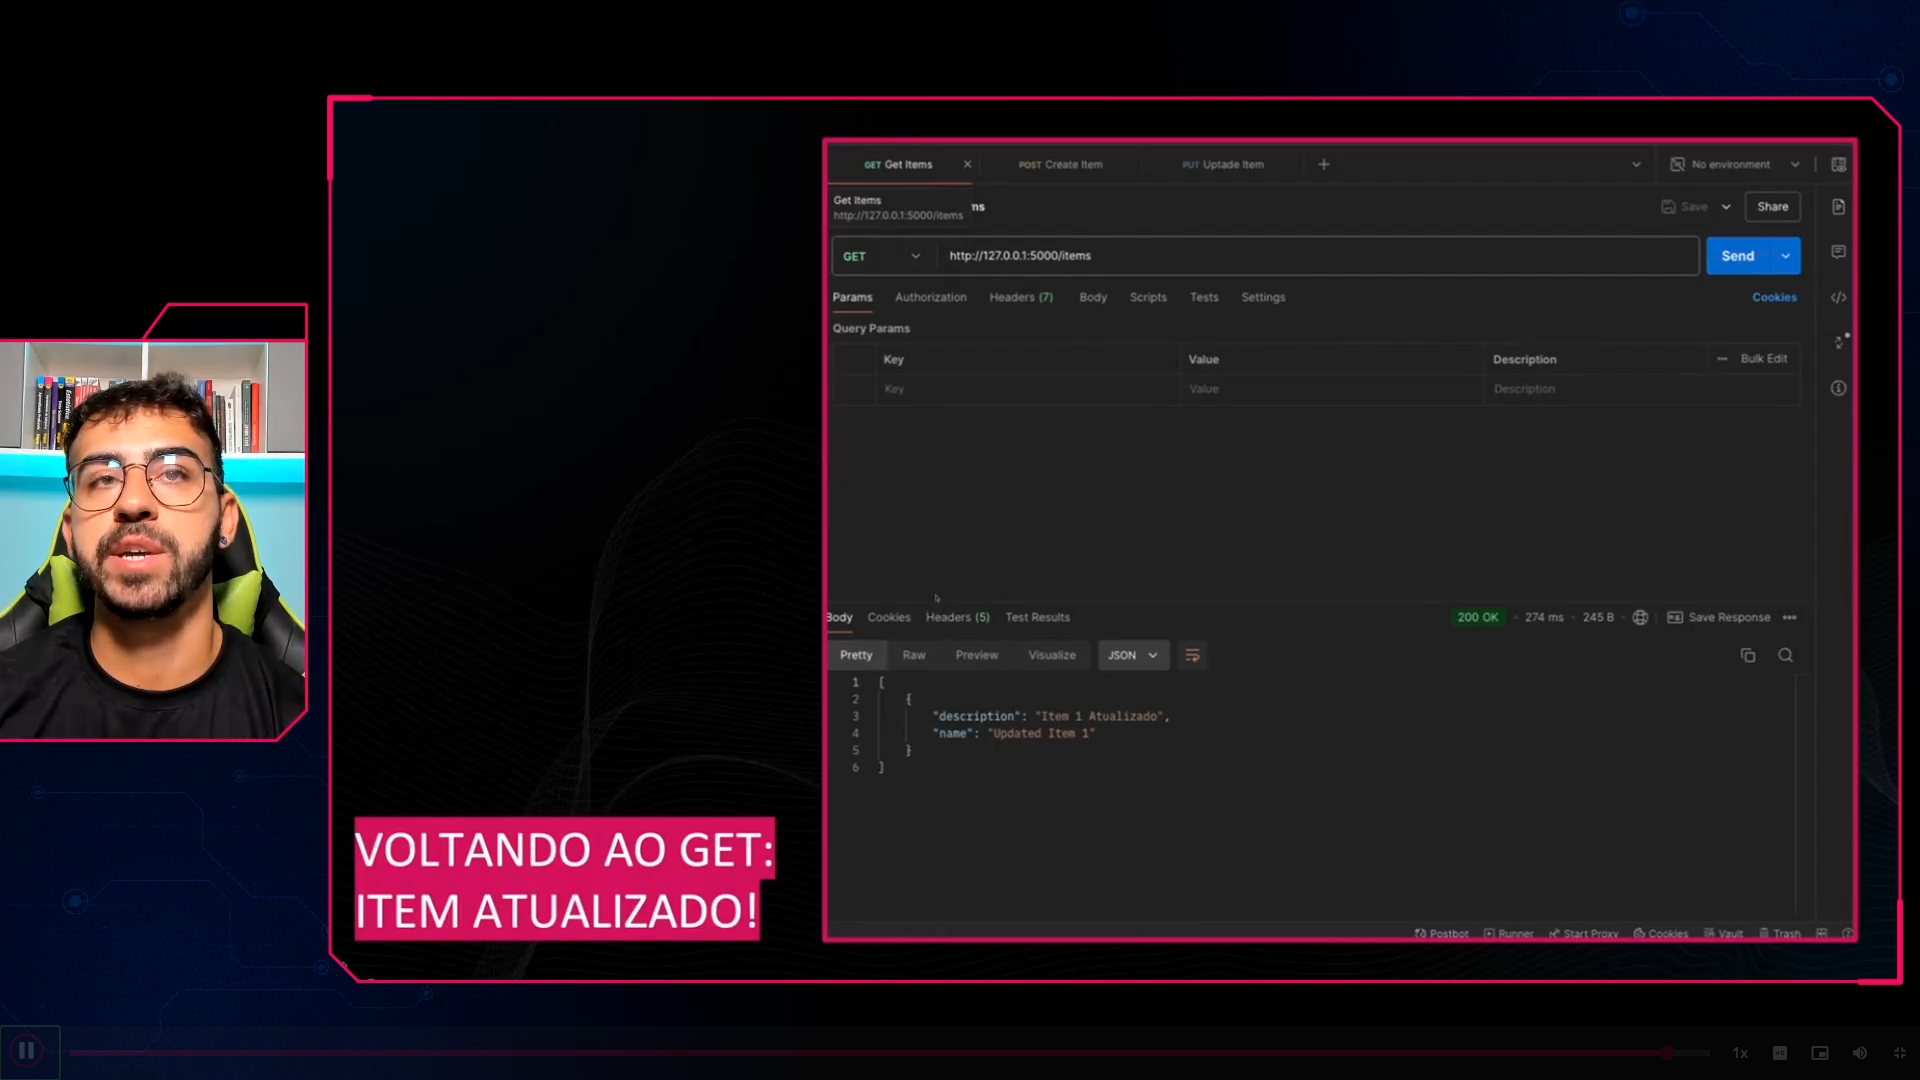 GET Get Items
POST Create Item
PUT Uptade Item
No environment
Get Items
http://127.0.0.1:5000/items
ms
Save
Share
GET
http://127.0.0.1:5000/items
Send
Params Authorization Headers (7) Body Scripts Tests Settings Cookies
Query Params
Key Value Description Bulk Edit
Key Value Description
Body Cookies Headers (5) Test Results 200 OK 274 ms 245 B Save Response
Pretty Raw Preview Visualize JSON
1 [
2 {
3 "description": "Item 1 Atualizado",
4 "name": "Updated Item 1"
5 }
6 ]
VOLTANDO AO GET:
ITEM ATUALIZADO!
Postbot Runner Start Proxy Cookies Vault Trash
1x